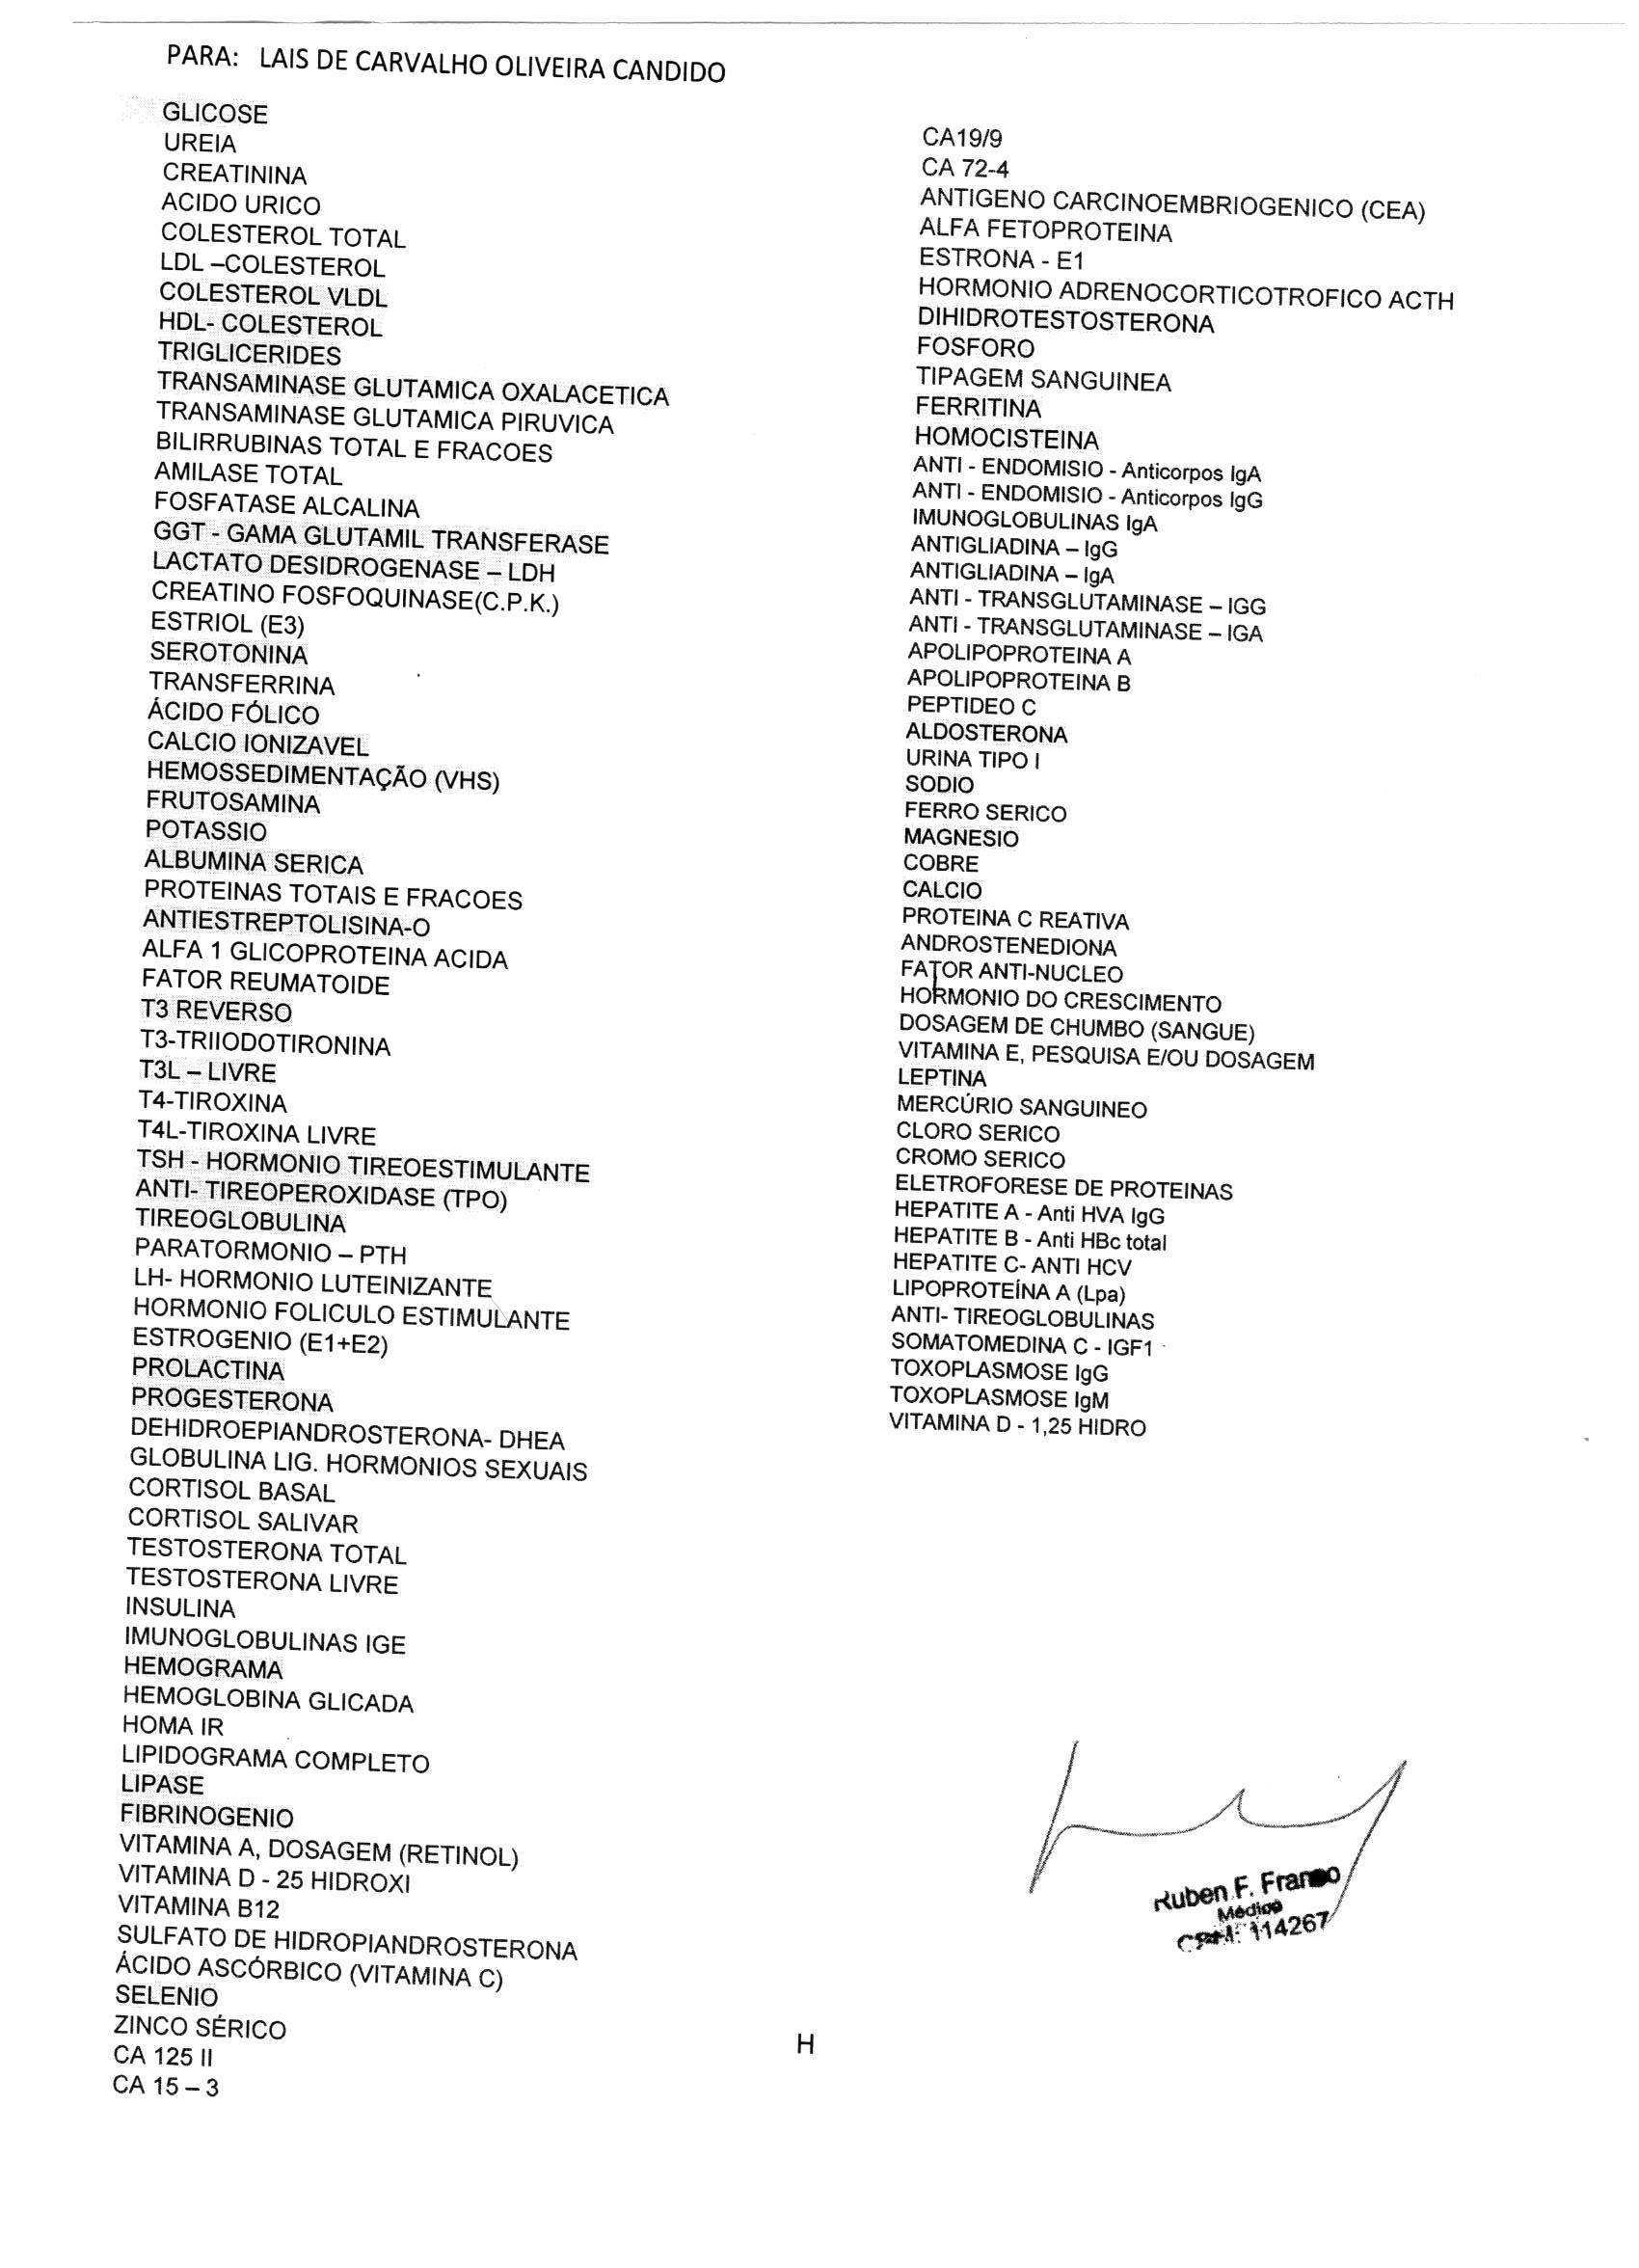 PARA: LAIS DE CARVALHO OLIVEIRA CANDIDO
GLICOSE
UREIA
CREATININA
ACIDO URICO
COLESTEROL TOTAL
LDL –COLESTEROL
COLESTEROL VLDL
HDL- COLESTEROL
TRIGLICERIDES
TRANSAMINASE GLUTAMICA OXALACETICA
TRANSAMINASE GLUTAMICA PIRUVICA
BILIRRUBINAS TOTAL E FRACOES
AMILASE TOTAL
FOSFATASE ALCALINA
GGT - GAMA GLUTAMIL TRANSFERASE
LACTATO DESIDROGENASE – LDH
CREATINO FOSFOQUINASE(C.P.K.)
ESTRIOL (E3)
SEROTONINA
TRANSFERRINA
ÁCIDO FÓLICO
CALCIO IONIZAVEL
HEMOSSEDIMENTAÇÃO (VHS)
FRUTOSAMINA
POTASSIO
ALBUMINA SERICA
PROTEINAS TOTAIS E FRACOES
ANTIESTREPTOLISINA-O
ALFA 1 GLICOPROTEINA ACIDA
FATOR REUMATOIDE
T3 REVERSO
T3-TRIIODOTIRONINA
T3L – LIVRE
T4-TIROXINA
T4L-TIROXINA LIVRE
TSH - HORMONIO TIREOESTIMULANTE
ANTI- TIREOPEROXIDASE (TPO)
TIREOGLOBULINA
PARATORMONIO – PTH
LH- HORMONIO LUTEINIZANTE
HORMONIO FOLICULO ESTIMULANTE
ESTROGENIO (E1+E2)
PROLACTINA
PROGESTERONA
DEHIDROEPIANDROSTERONA- DHEA
GLOBULINA LIG. HORMONIOS SEXUAIS
CORTISOL BASAL
CORTISOL SALIVAR
TESTOSTERONA TOTAL
TESTOSTERONA LIVRE
INSULINA
IMUNOGLOBULINAS IGE
HEMOGRAMA
HEMOGLOBINA GLICADA
HOMA IR
LIPIDOGRAMA COMPLETO
LIPASE
FIBRINOGENIO
VITAMINA A, DOSAGEM (RETINOL)
VITAMINA D - 25 HIDROXI
VITAMINA B12
SULFATO DE HIDROPIANDROSTERONA
ÁCIDO ASCÓRBICO (VITAMINA C)
SELENIO
ZINCO SÉRICO
CA 125 II
CA 15 – 3
CA19/9
CA 72-4
ANTIGENO CARCINOEMBRIOGENICO (CEA)
ALFA FETOPROTEINA
ESTRONA - E1
HORMONIO ADRENOCORTICOTROFICO ACTH
DIHIDROTESTOSTERONA
FOSFORO
TIPAGEM SANGUINEA
FERRITINA
HOMOCISTEINA
ANTI - ENDOMISIO - Anticorpos IgA
ANTI - ENDOMISIO - Anticorpos IgG
IMUNOGLOBULINAS IgA
ANTIGLIADINA – IgG
ANTIGLIADINA – IgA
ANTI - TRANSGLUTAMINASE – IGG
ANTI - TRANSGLUTAMINASE – IGA
APOLIPOPROTEINA A
APOLIPOPROTEINA B
PEPTIDEO C
ALDOSTERONA
URINA TIPO I
SODIO
FERRO SERICO
MAGNESIO
COBRE
CALCIO
PROTEINA C REATIVA
ANDROSTENEDIONA
FATOR ANTI-NUCLEO
HORMONIO DO CRESCIMENTO
DOSAGEM DE CHUMBO (SANGUE)
VITAMINA E, PESQUISA E/OU DOSAGEM
LEPTINA
MERCÚRIO SANGUINEO
CLORO SERICO
CROMO SERICO
ELETROFORESE DE PROTEINAS
HEPATITE A - Anti HVA IgG
HEPATITE B - Anti HBc total
HEPATITE C- ANTI HCV
LIPOPROTEÍNA A (Lpa)
ANTI- TIREOGLOBULINAS
SOMATOMEDINA C - IGF1
TOXOPLASMOSE IgG
TOXOPLASMOSE IgM
VITAMINA D - 1,25 HIDRO
Ruben F. Franco
Médico
CRM: 114267
H